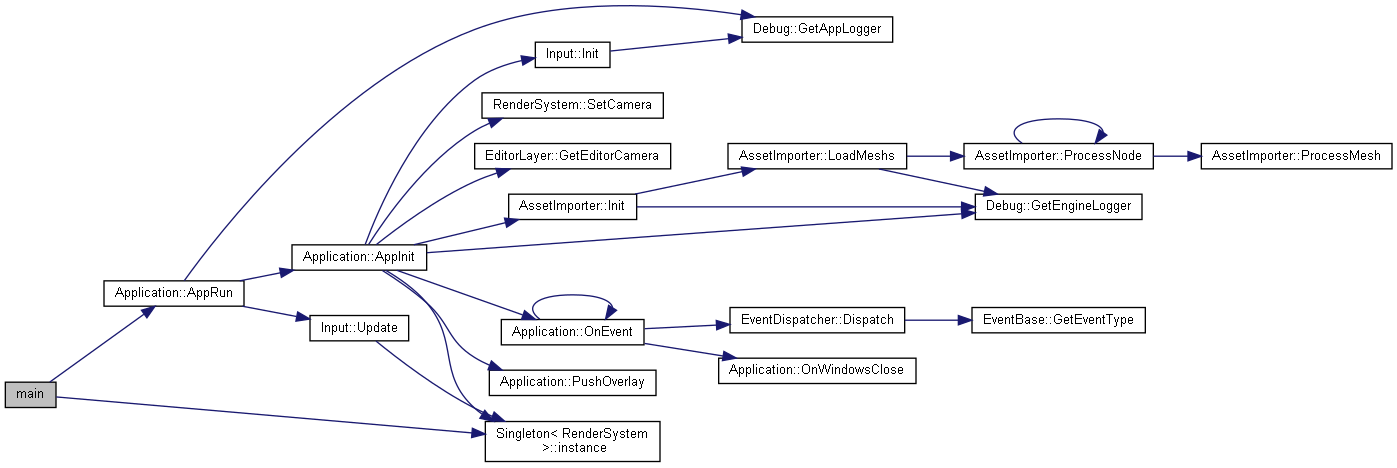 Debug::GetAppLogger
Input::Init
RenderSystem::SetCamera
EditorLayer::GetEditorCamera
AssetImporter::LoadMeshs
AssetImporter::ProcessNode
AssetImporter::ProcessMesh
AssetImporter::Init
Debug::GetEngineLogger
Application::AppInit
Application::AppRun
Input::Update
Application::OnEvent
EventDispatcher::Dispatch
EventBase::GetEventType
Application::OnWindowsClose
Application::PushOverlay
main
Singleton< RenderSystem
>::instance